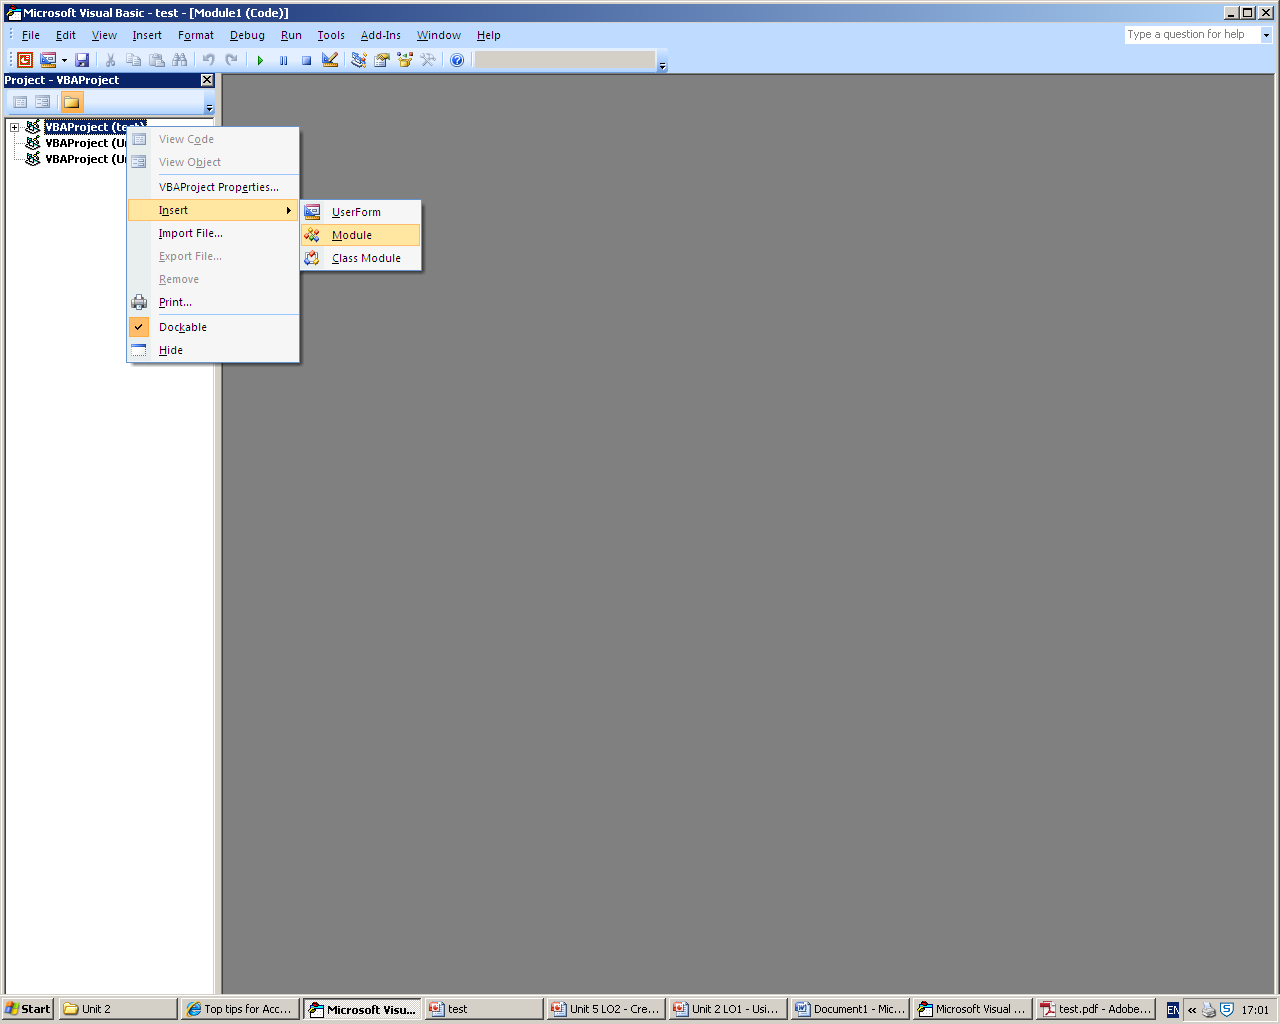 Microsoft Visual Basic - test - [Module1 (Code)]
File Edit View Insert Format Debug Run Tools Add-Ins Window Help
Type a question for help
Project - VBAProject
VBAProject (test)
VBAProject (U
VBAProject (U
View Code
View Object
VBAProject Properties...
Insert
Import File...
Export File...
Remove
Print...
Dockable
Hide
UserForm
Module
Class Module
Start
Unit 2
Top tips for Acc...
Microsoft Visu...
test
Unit 5 LO2 - Cre...
Unit 2 LO1 - Usi...
Document1 - Mic...
Microsoft Visual ...
test.pdf - Adobe...
EN
17:01